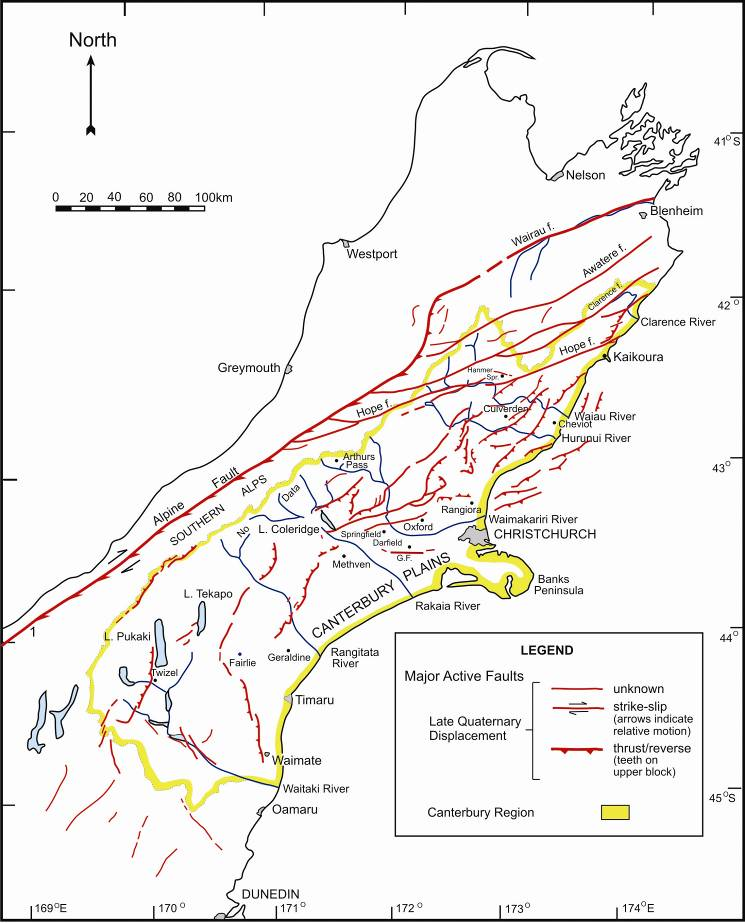 North
0 20 40 60 80 100km
41°S
Nelson
Blenheim
Wairau f.
Westport
Awatere f.
42°
Clarence f.
Clarence River
Hope f.
Kaikoura
Greymouth
Hanmer
Spr.
Hope f.
Culverden
Waiau River
Cheviot
Hurunui River
Arthurs
Pass
43°
Alpine Fault
SOUTHERN ALPS
No Data
Rangiora
Waimakariri River
L. Coleridge
Oxford
Springfield
Darfield
CHRISTCHURCH
G.F.
Methven
CANTERBURY PLAINS
Banks
Peninsula
L. Tekapo
Rakaia River
1
L. Pukaki
44°
Twizel
Fairlie
Geraldine
Rangitata
River
Timaru
Waimate
Waitaki River
Oamaru
45°S
DUNEDIN
LEGEND
Major Active Faults
Late Quaternary
Displacement
unknown
strike-slip
(arrows indicate
relative motion)
thrust/reverse
(teeth on
upper block)
Canterbury Region
169°E 170° 171° 172° 173° 174°E